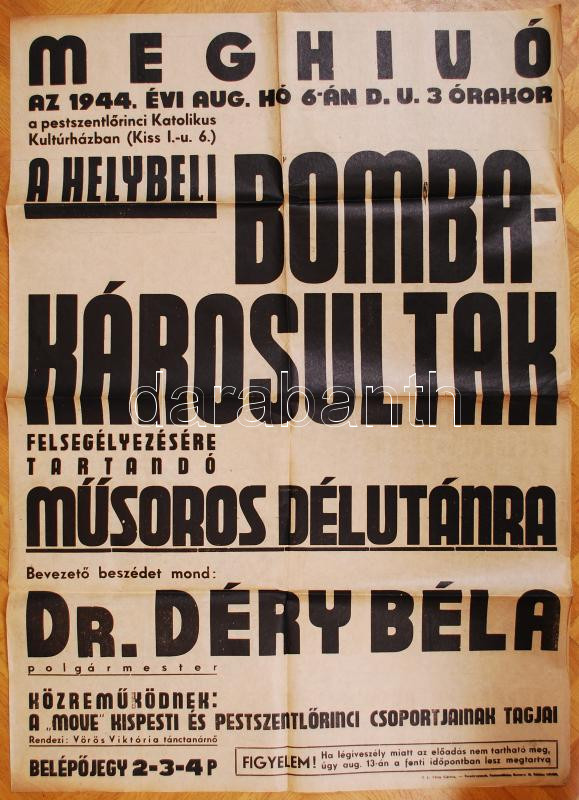 MEGHIVÓ
AZ 1944. ÉVI AUG. HÓ 6-ÁN D. U. 3 ÓRAKOR
a pestszentlőrinci Katolikus
Kultúrházban (Kiss I.-u. 6.)
A HELYBELI
BOMBA-
KÁROSULTAK
darabanth
FELSEGÉLYEZÉSÉRE
TARTANDÓ
MŰSOROS DÉLUTÁNRA
Bevezető beszédet mond:
DR. DÉRY BÉLA
polgármester
KÖZREMŰKÖDNEK:
A „MOVE" KISPESTI ÉS PESTSZENTLŐRINCI CSOPORTJAINAK TAGJAI
Rendezi: Vörös Viktória tánctanárnő
BELÉPŐJEGY 2-3-4 P
FIGYELEM!
Ha légiveszély miatt az előadás nem tartható meg,
úgy aug. 13-án a fenti időpontban lesz megtartva